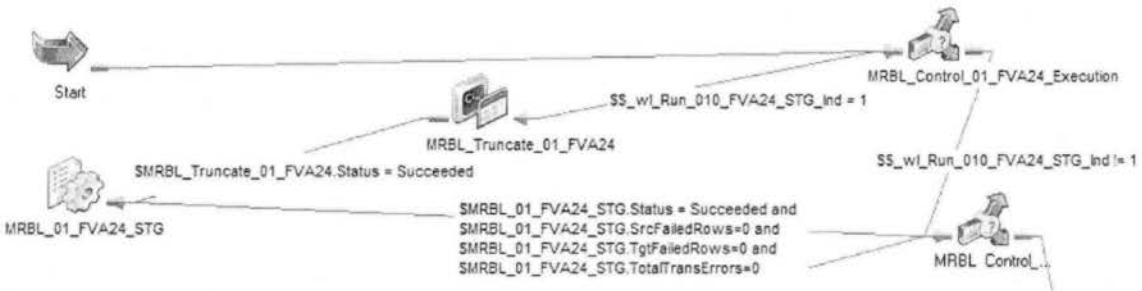 Start
MRBL_Control_01_FVA24_Execution
$$_wl_Run_010_FVA24_STG_Ind = 1
MRBL_Truncate_01_FVA24
$MRBL_Truncate_01_FVA24.Status = Succeeded
$$_wl_Run_010_FVA24_STG_Ind != 1
MRBL_01_FVA24_STG
$MRBL_01_FVA24_STG.Status = Succeeded and
$MRBL_01_FVA24_STG.SrcFailedRows=0 and
$MRBL_01_FVA24_STG.TgtFailedRows=0 and
$MRBL_01_FVA24_STG.TotalTransErrors=0
MRBL_Control_...